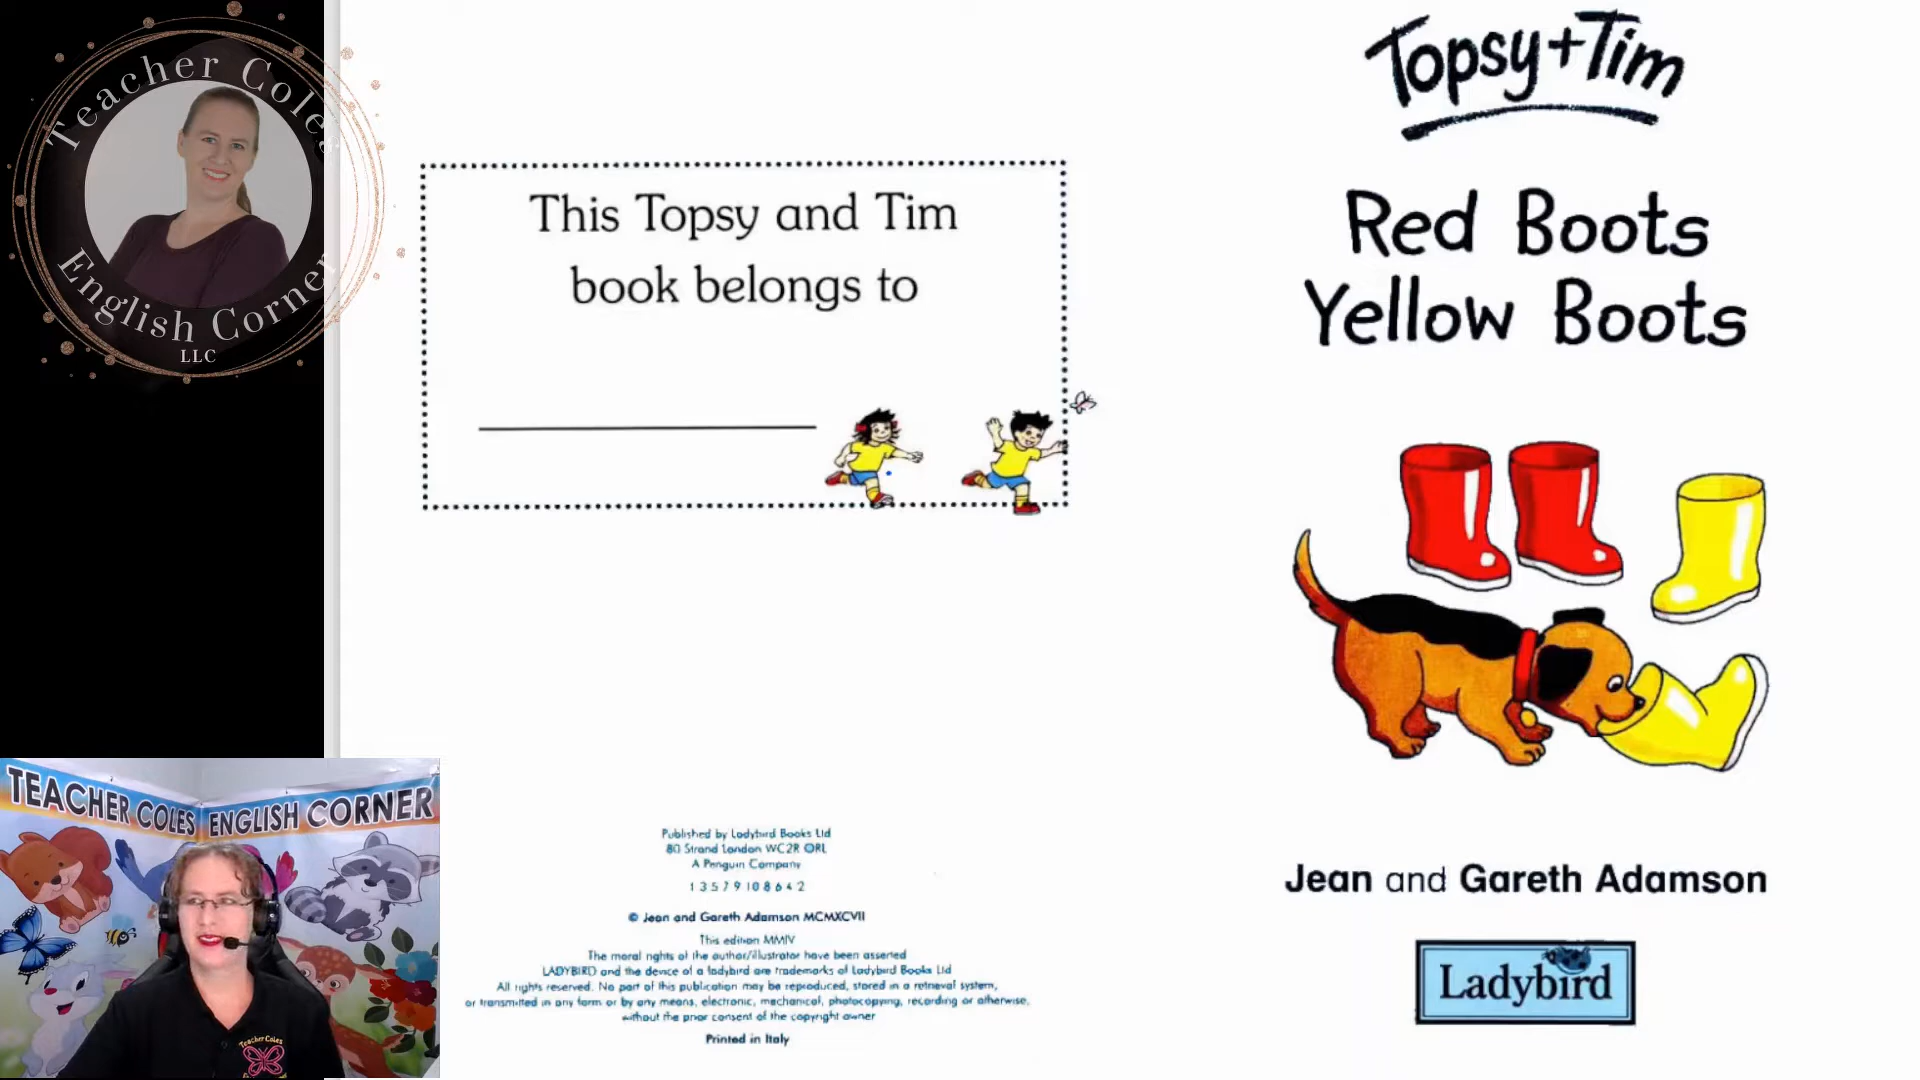 Teacher Coles
English Corner
LLC
This Topsy and Tim
book belongs to
Published by Ladybird Books Ltd
80 Strand London WC2R ORL
A Penguin Company
1 3 5 7 9 10 8 6 4 2
© Jean and Gareth Adamson MCMXCVII
This edition MMIV
The moral rights of the author/illustrator have been asserted
LADYBIRD and the device of a ladybird are trademarks of Ladybird Books Ltd
All rights reserved. No part of this publication may be reproduced, stored in a retrieval system,
or transmitted in any form or by any means, electronic, mechanical, photocopying, recording or otherwise,
without the prior consent of the copyright owner
Printed in Italy
Topsy+Tim
Red Boots
Yellow Boots
Jean and Gareth Adamson
Ladybird
TEACHER COLES ENGLISH CORNER
Teacher Coles